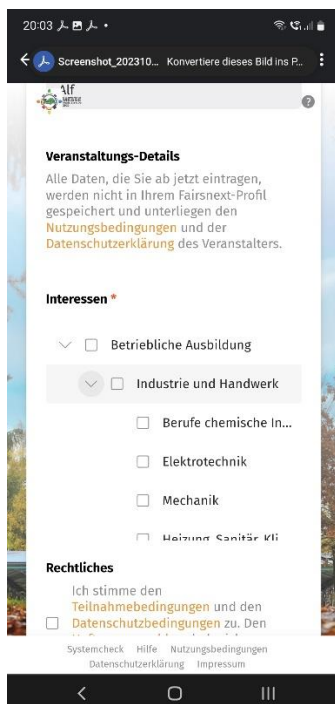 20:03
Screenshot_202310... Konvertiere dieses Bild ins P...
Alf
Veranstaltungs-Details
Alle Daten, die Sie ab jetzt eintragen,
werden nicht in Ihrem Fairsnext-Profil
gespeichert und unterliegen den
Nutzungsbedingungen und der
Datenschutzerklärung des Veranstalters.
Interessen *
Betriebliche Ausbildung
Industrie und Handwerk
Berufe chemische In...
Elektrotechnik
Mechanik
Heizung, Sanitär, Kli...
Rechtliches
Ich stimme den
Teilnahmebedingungen und den
Datenschutzbedingungen zu. Den
Systemcheck Hilfe Nutzungsbedingungen
Datenschutzerklärung Impressum